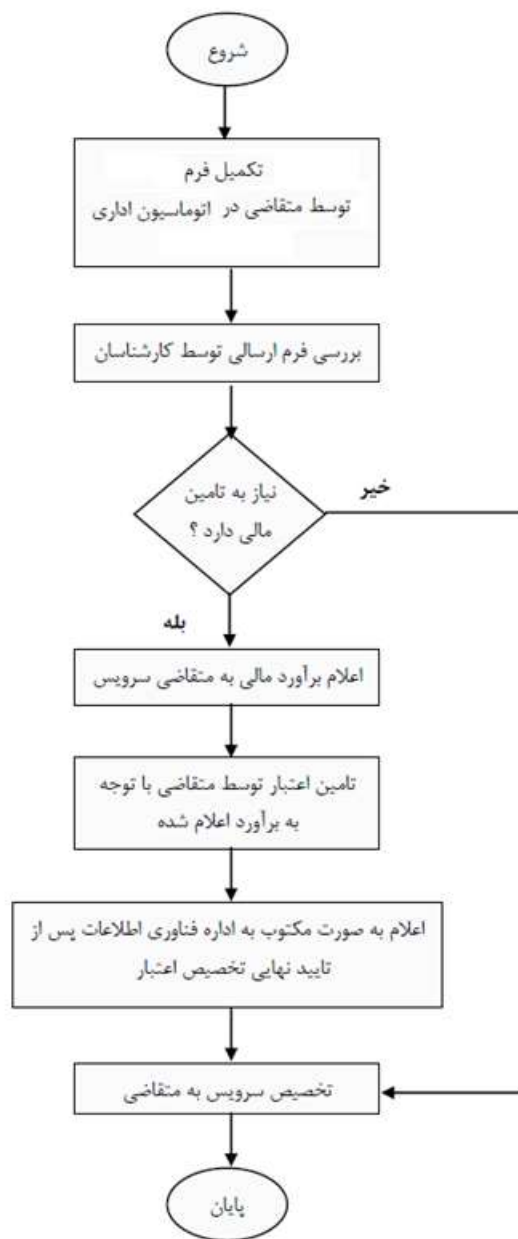 شروع
تکمیل فرم
توسط متقاضی در اتوماسیون اداری
بررسی فرم ارسالی توسط کارشناسان
نیاز به تامین
مالی دارد ؟
خیر
بله
اعلام برآورد مالی به متقاضی سرویس
تامین اعتبار توسط متقاضی با توجه
به برآورد اعلام شده
اعلام به صورت مکتوب به اداره فناوری اطلاعات پس از
تایید نهایی تخصیص اعتبار
تخصیص سرویس به متقاضی
پایان